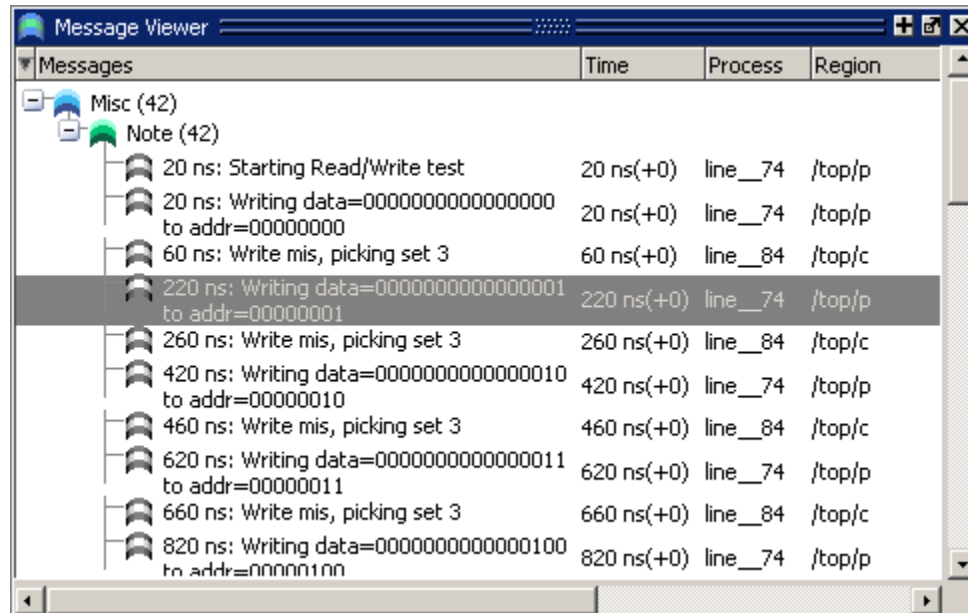 Message Viewer
Messages Time Process Region
Misc (42)
Note (42)
20 ns: Starting Read/Write test 20 ns(+0) line__74 /top/p
20 ns: Writing data=0000000000000000
to addr=00000000 20 ns(+0) line__74 /top/p
60 ns: Write mis, picking set 3 60 ns(+0) line__84 /top/c
220 ns: Writing data=0000000000000001
to addr=00000001 220 ns(+0) line__74 /top/p
260 ns: Write mis, picking set 3 260 ns(+0) line__84 /top/c
420 ns: Writing data=0000000000000010
to addr=00000010 420 ns(+0) line__74 /top/p
460 ns: Write mis, picking set 3 460 ns(+0) line__84 /top/c
620 ns: Writing data=0000000000000011
to addr=00000011 620 ns(+0) line__74 /top/p
660 ns: Write mis, picking set 3 660 ns(+0) line__84 /top/c
820 ns: Writing data=0000000000000100
to addr=00000100 820 ns(+0) line__74 /top/p